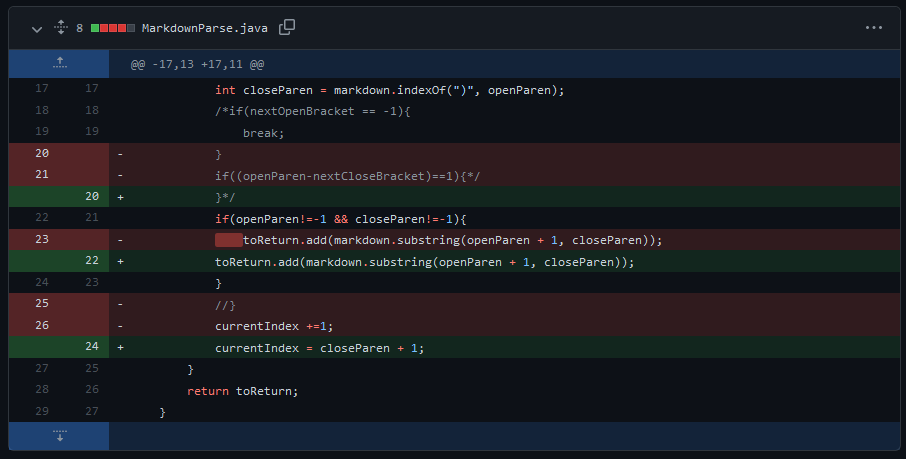 8 MarkdownParse.java
@@ -17,13 +17,11 @@
17 17 int closeParen = markdown.indexOf(")", openParen);
18 18 /*if(nextOpenBracket == -1){
19 19 break;
20 - }
21 - if((openParen-nextCloseBracket)==1){*/
20 + }*/
22 21 if(openParen!=-1 && closeParen!=-1){
23 - toReturn.add(markdown.substring(openParen + 1, closeParen));
22 + toReturn.add(markdown.substring(openParen + 1, closeParen));
24 23 }
25 - //}
26 - currentIndex +=1;
24 + currentIndex = closeParen + 1;
27 25 }
28 26 return toReturn;
29 27 }